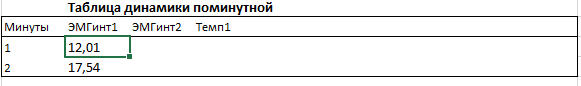 Таблица динамики поминутной
Минуты ЭМГинт1 ЭМГинт2 Темп1
1 12,01
2 17,54